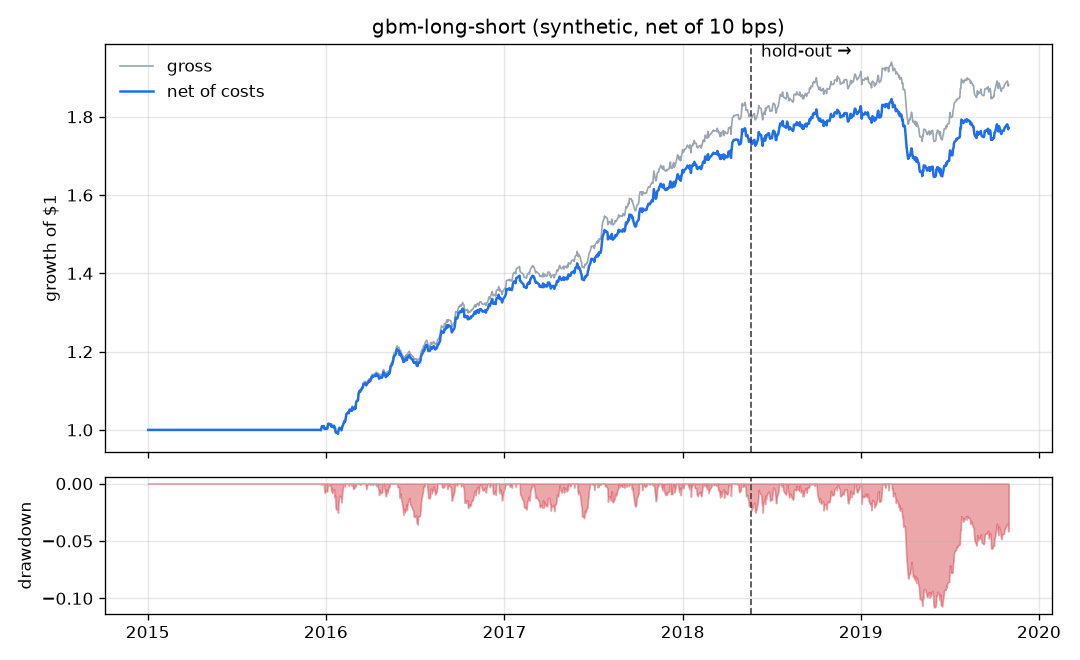 gbm-long-short (synthetic, net of 10 bps)
hold-out →
gross
net of costs
growth of $1
1.8
1.6
1.4
1.2
1.0
drawdown
0.00
−0.05
−0.10
2015 2016 2017 2018 2019 2020